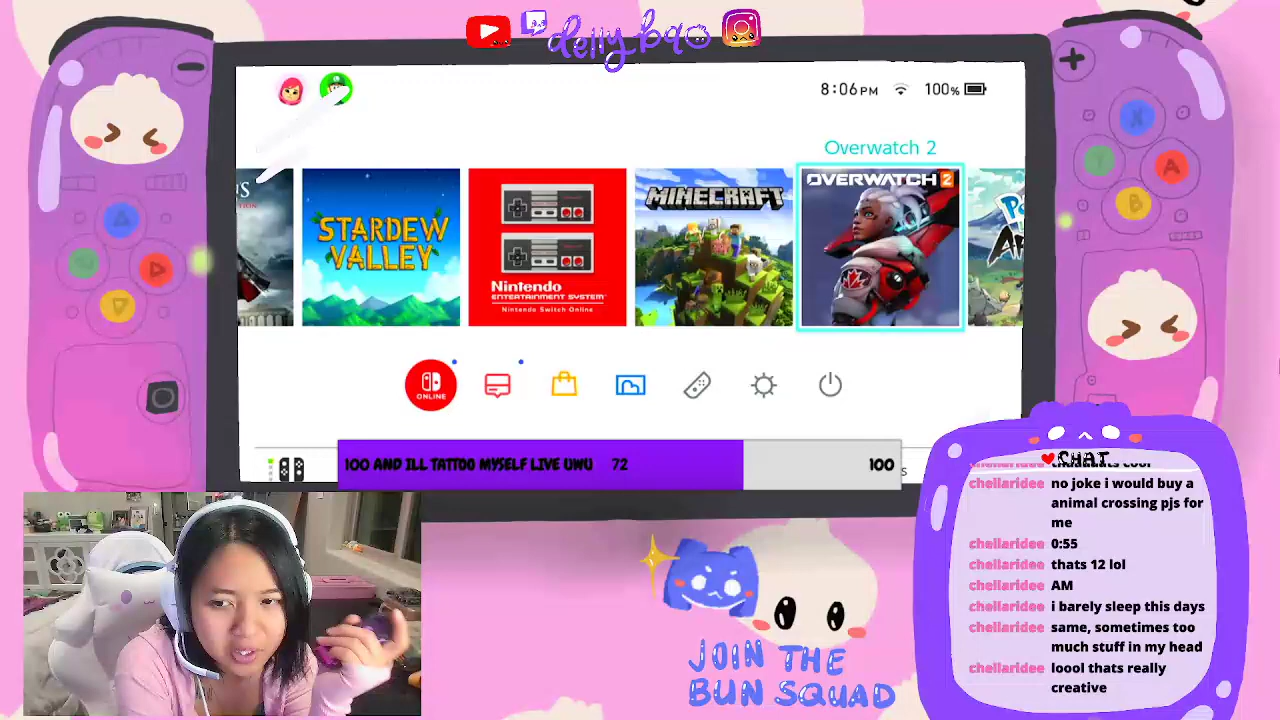 delly.bao
8:06 PM
100%
Overwatch 2
STARDEW
VALLEY
Nintendo
ENTERTAINMENT SYSTEM™
Nintendo Switch Online
MINECRAFT
OVERWATCH 2
ONLINE
100 AND ILL TATTOO MYSELF LIVE UWU 72 100
CHAT
chellaridee no joke i would buy a
animal crossing pjs for
me
chellaridee 0:55
chellaridee thats 12 lol
chellaridee AM
chellaridee i barely sleep this days
chellaridee same, sometimes too
much stuff in my head
chellaridee loool thats really
creative
JOIN THE
BUN SQUAD
X
Y
A
B